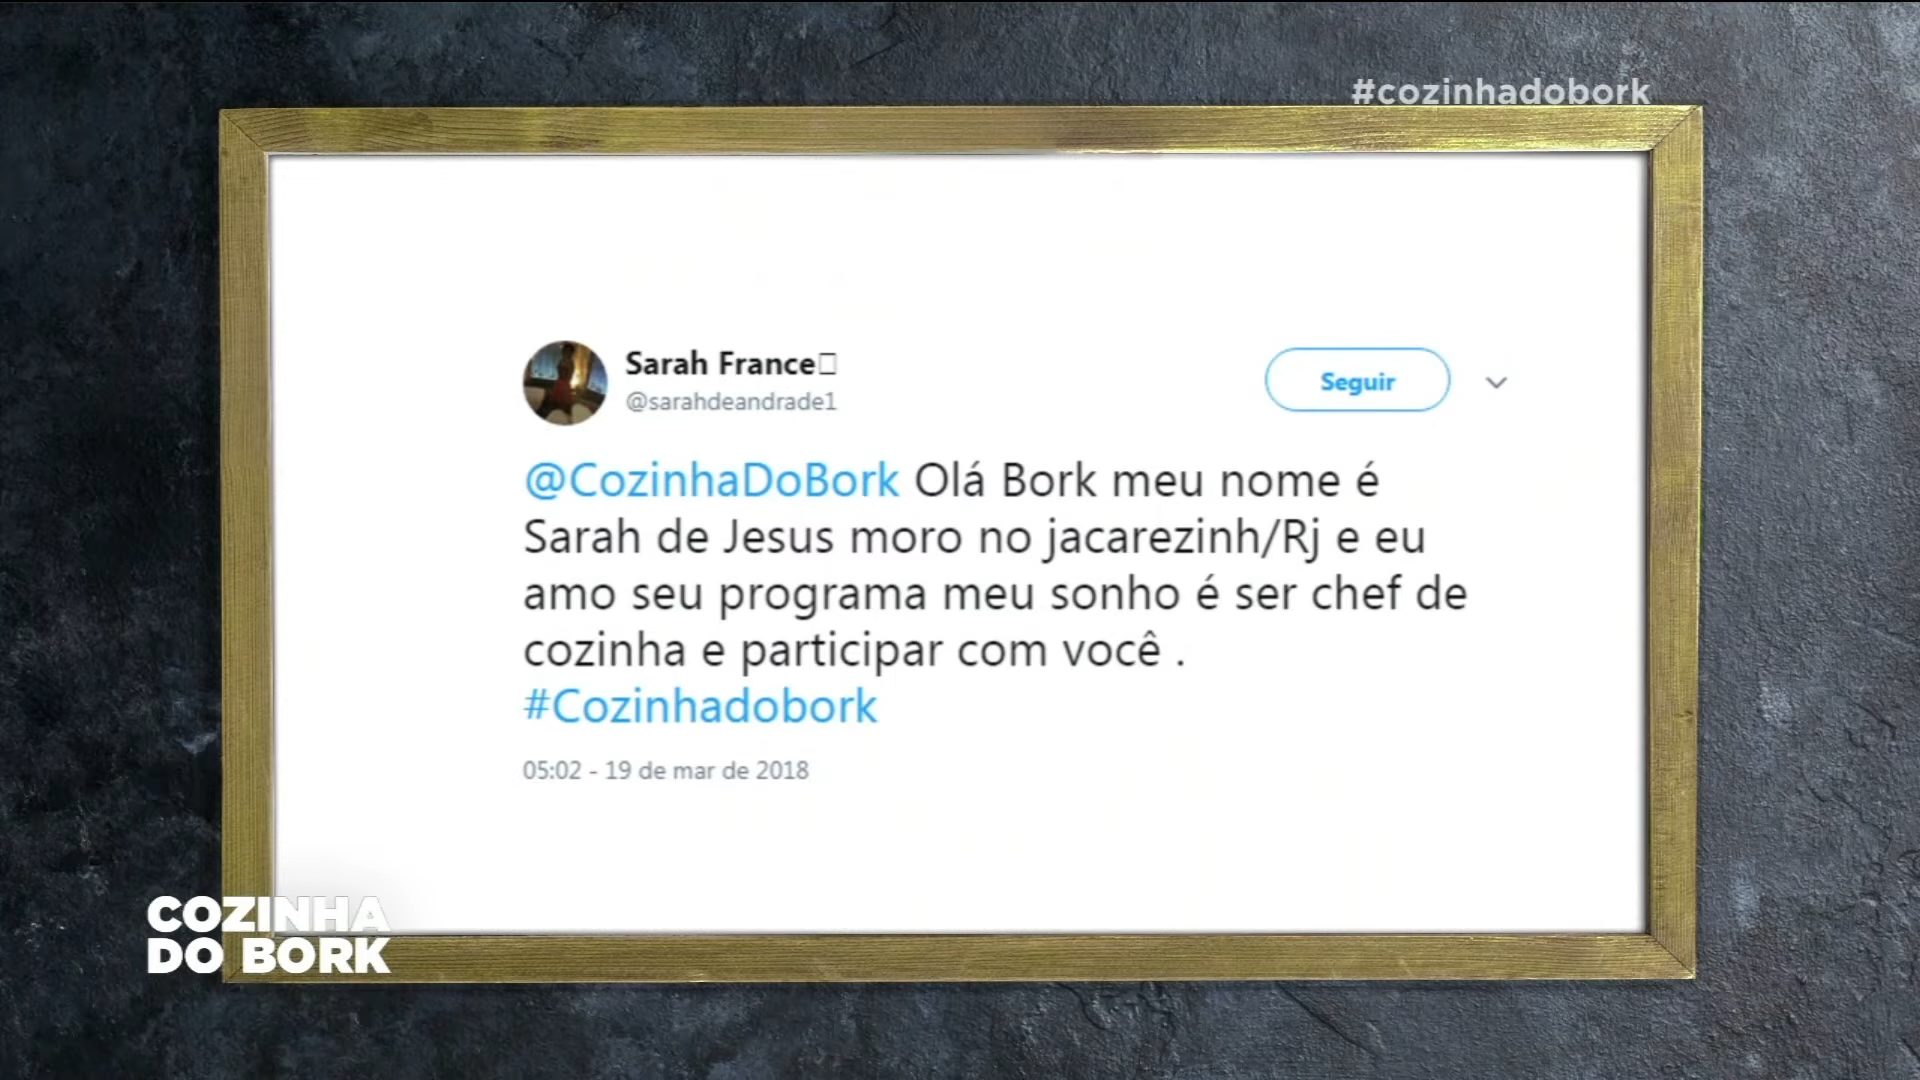 #cozinhadobork
Sarah France
@sarahdeandrade1
Seguir
@CozinhaDoBork Olá Bork meu nome é
Sarah de Jesus moro no jacarezinh/Rj e eu
amo seu programa meu sonho é ser chef de
cozinha e participar com você .
#Cozinhadobork
05:02 - 19 de mar de 2018
COZINHA
DO BORK